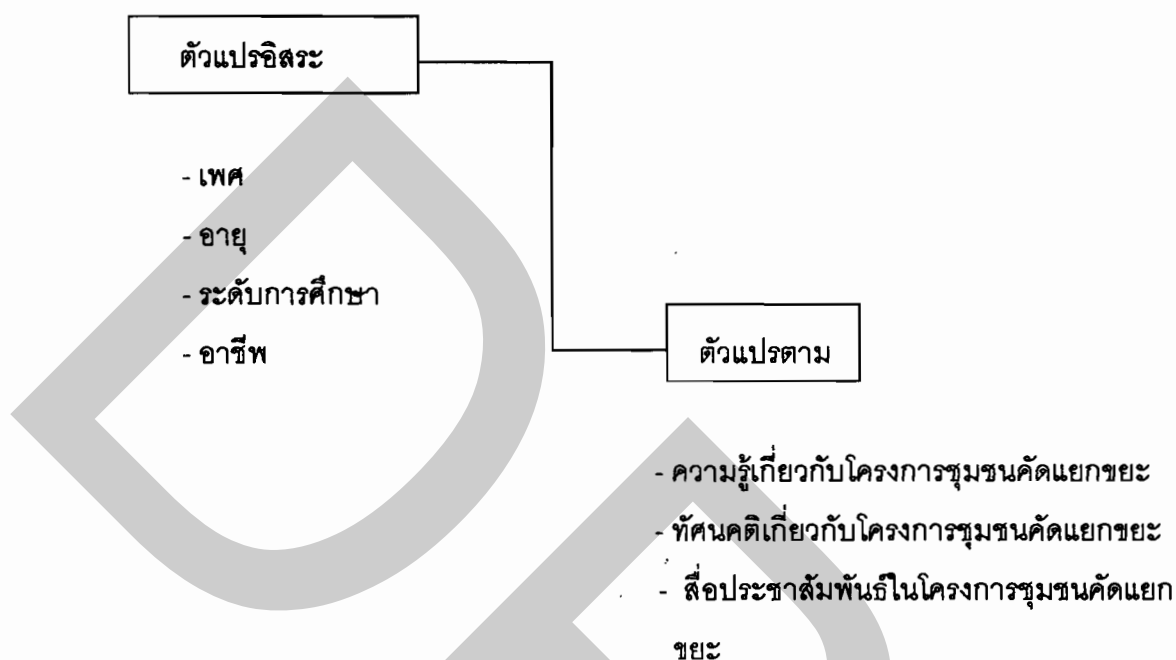 ตัวแปรอิสระ
- เพศ
- อายุ
- ระดับการศึกษา
- อาชีพ
ตัวแปรตาม
- ความรู้เกี่ยวกับโครงการชุมชนคัดแยกขยะ
- ทัศนคติเกี่ยวกับโครงการชุมชนคัดแยกขยะ
- สื่อประชาสัมพันธ์ในโครงการชุมชนคัดแยก
ขยะ